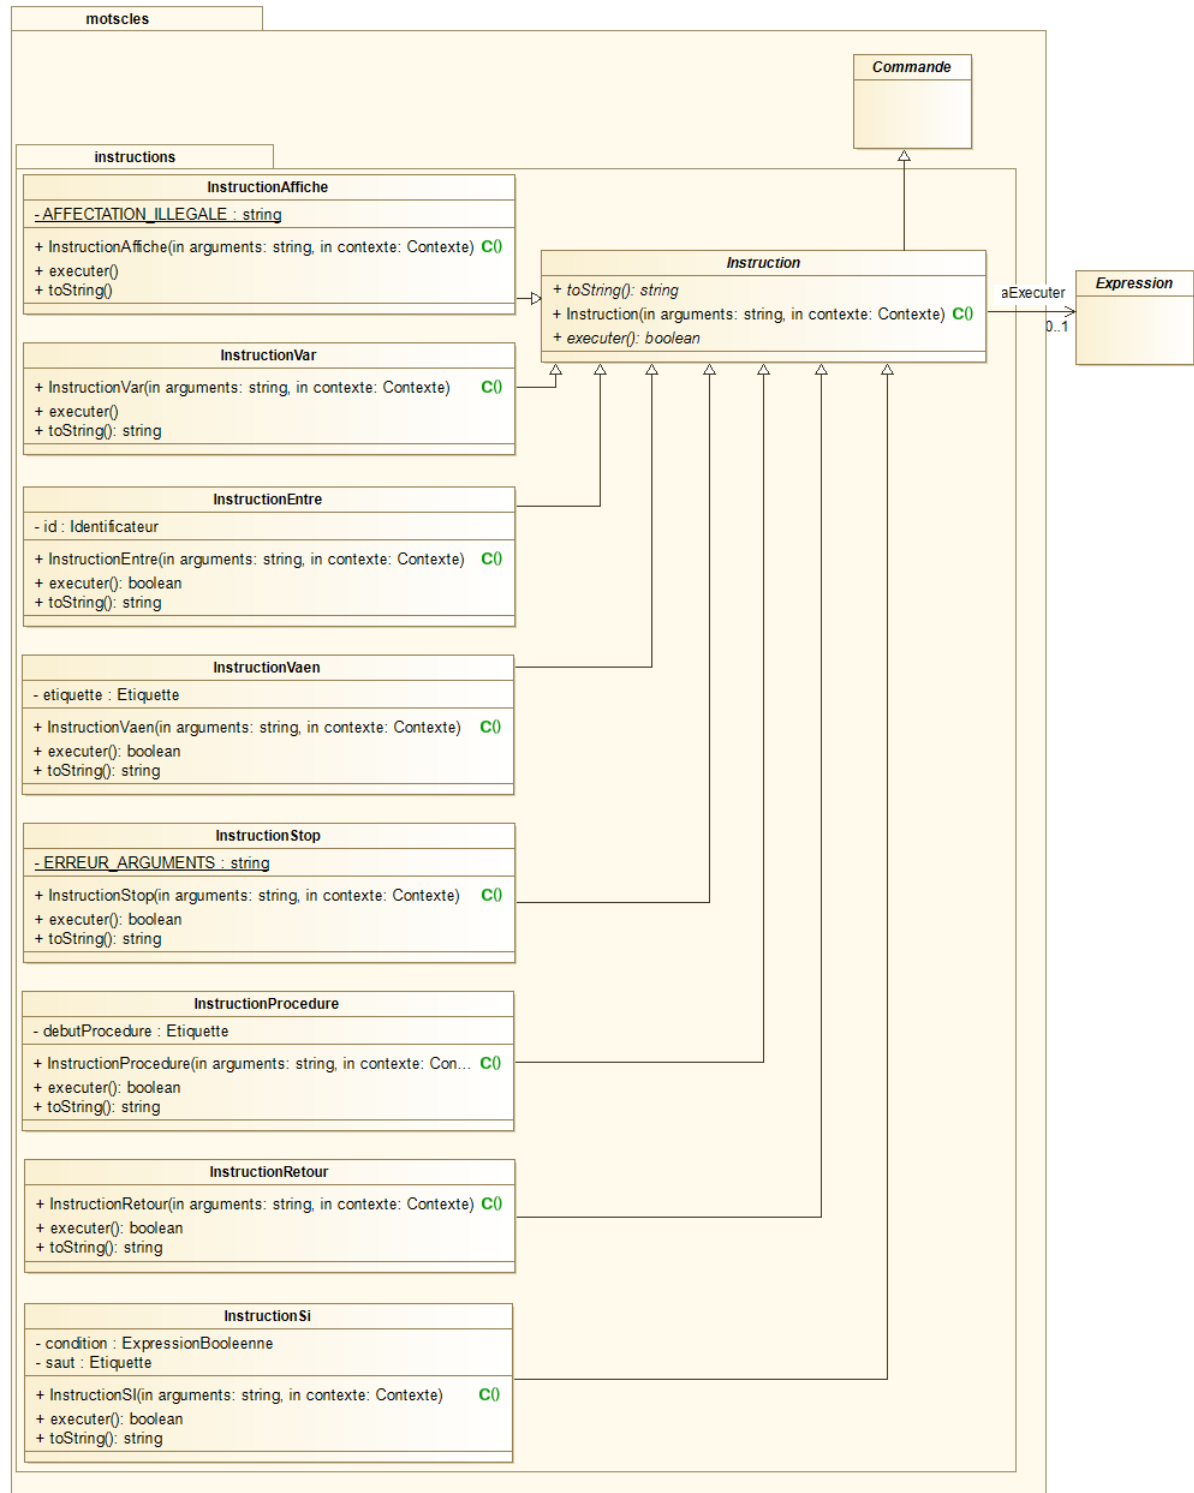 motscles
Commande
instructions
InstructionAffiche
- AFFECTATION_ILLEGALE : string
+ InstructionAffiche(in arguments: string, in contexte: Contexte) C()
+ executer()
+ toString()
Instruction
+ toString(): string
+ Instruction(in arguments: string, in contexte: Contexte) C()
+ executer(): boolean
aExecuter
0..1
Expression
InstructionVar
+ InstructionVar(in arguments: string, in contexte: Contexte) C()
+ executer()
+ toString(): string
InstructionEntre
- id : Identificateur
+ InstructionEntre(in arguments: string, in contexte: Contexte) C()
+ executer(): boolean
+ toString(): string
InstructionVaen
- etiquette : Etiquette
+ InstructionVaen(in arguments: string, in contexte: Contexte) C()
+ executer(): boolean
+ toString(): string
InstructionStop
- ERREUR_ARGUMENTS : string
+ InstructionStop(in arguments: string, in contexte: Contexte) C()
+ executer(): boolean
+ toString(): string
InstructionProcedure
- debutProcedure : Etiquette
+ InstructionProcedure(in arguments: string, in contexte: Con... C()
+ executer(): boolean
+ toString(): string
InstructionRetour
+ InstructionRetour(in arguments: string, in contexte: Contexte) C()
+ executer(): boolean
+ toString(): string
InstructionSi
- condition : ExpressionBooleenne
- saut : Etiquette
+ InstructionSI(in arguments: string, in contexte: Contexte) C()
+ executer(): boolean
+ toString(): string